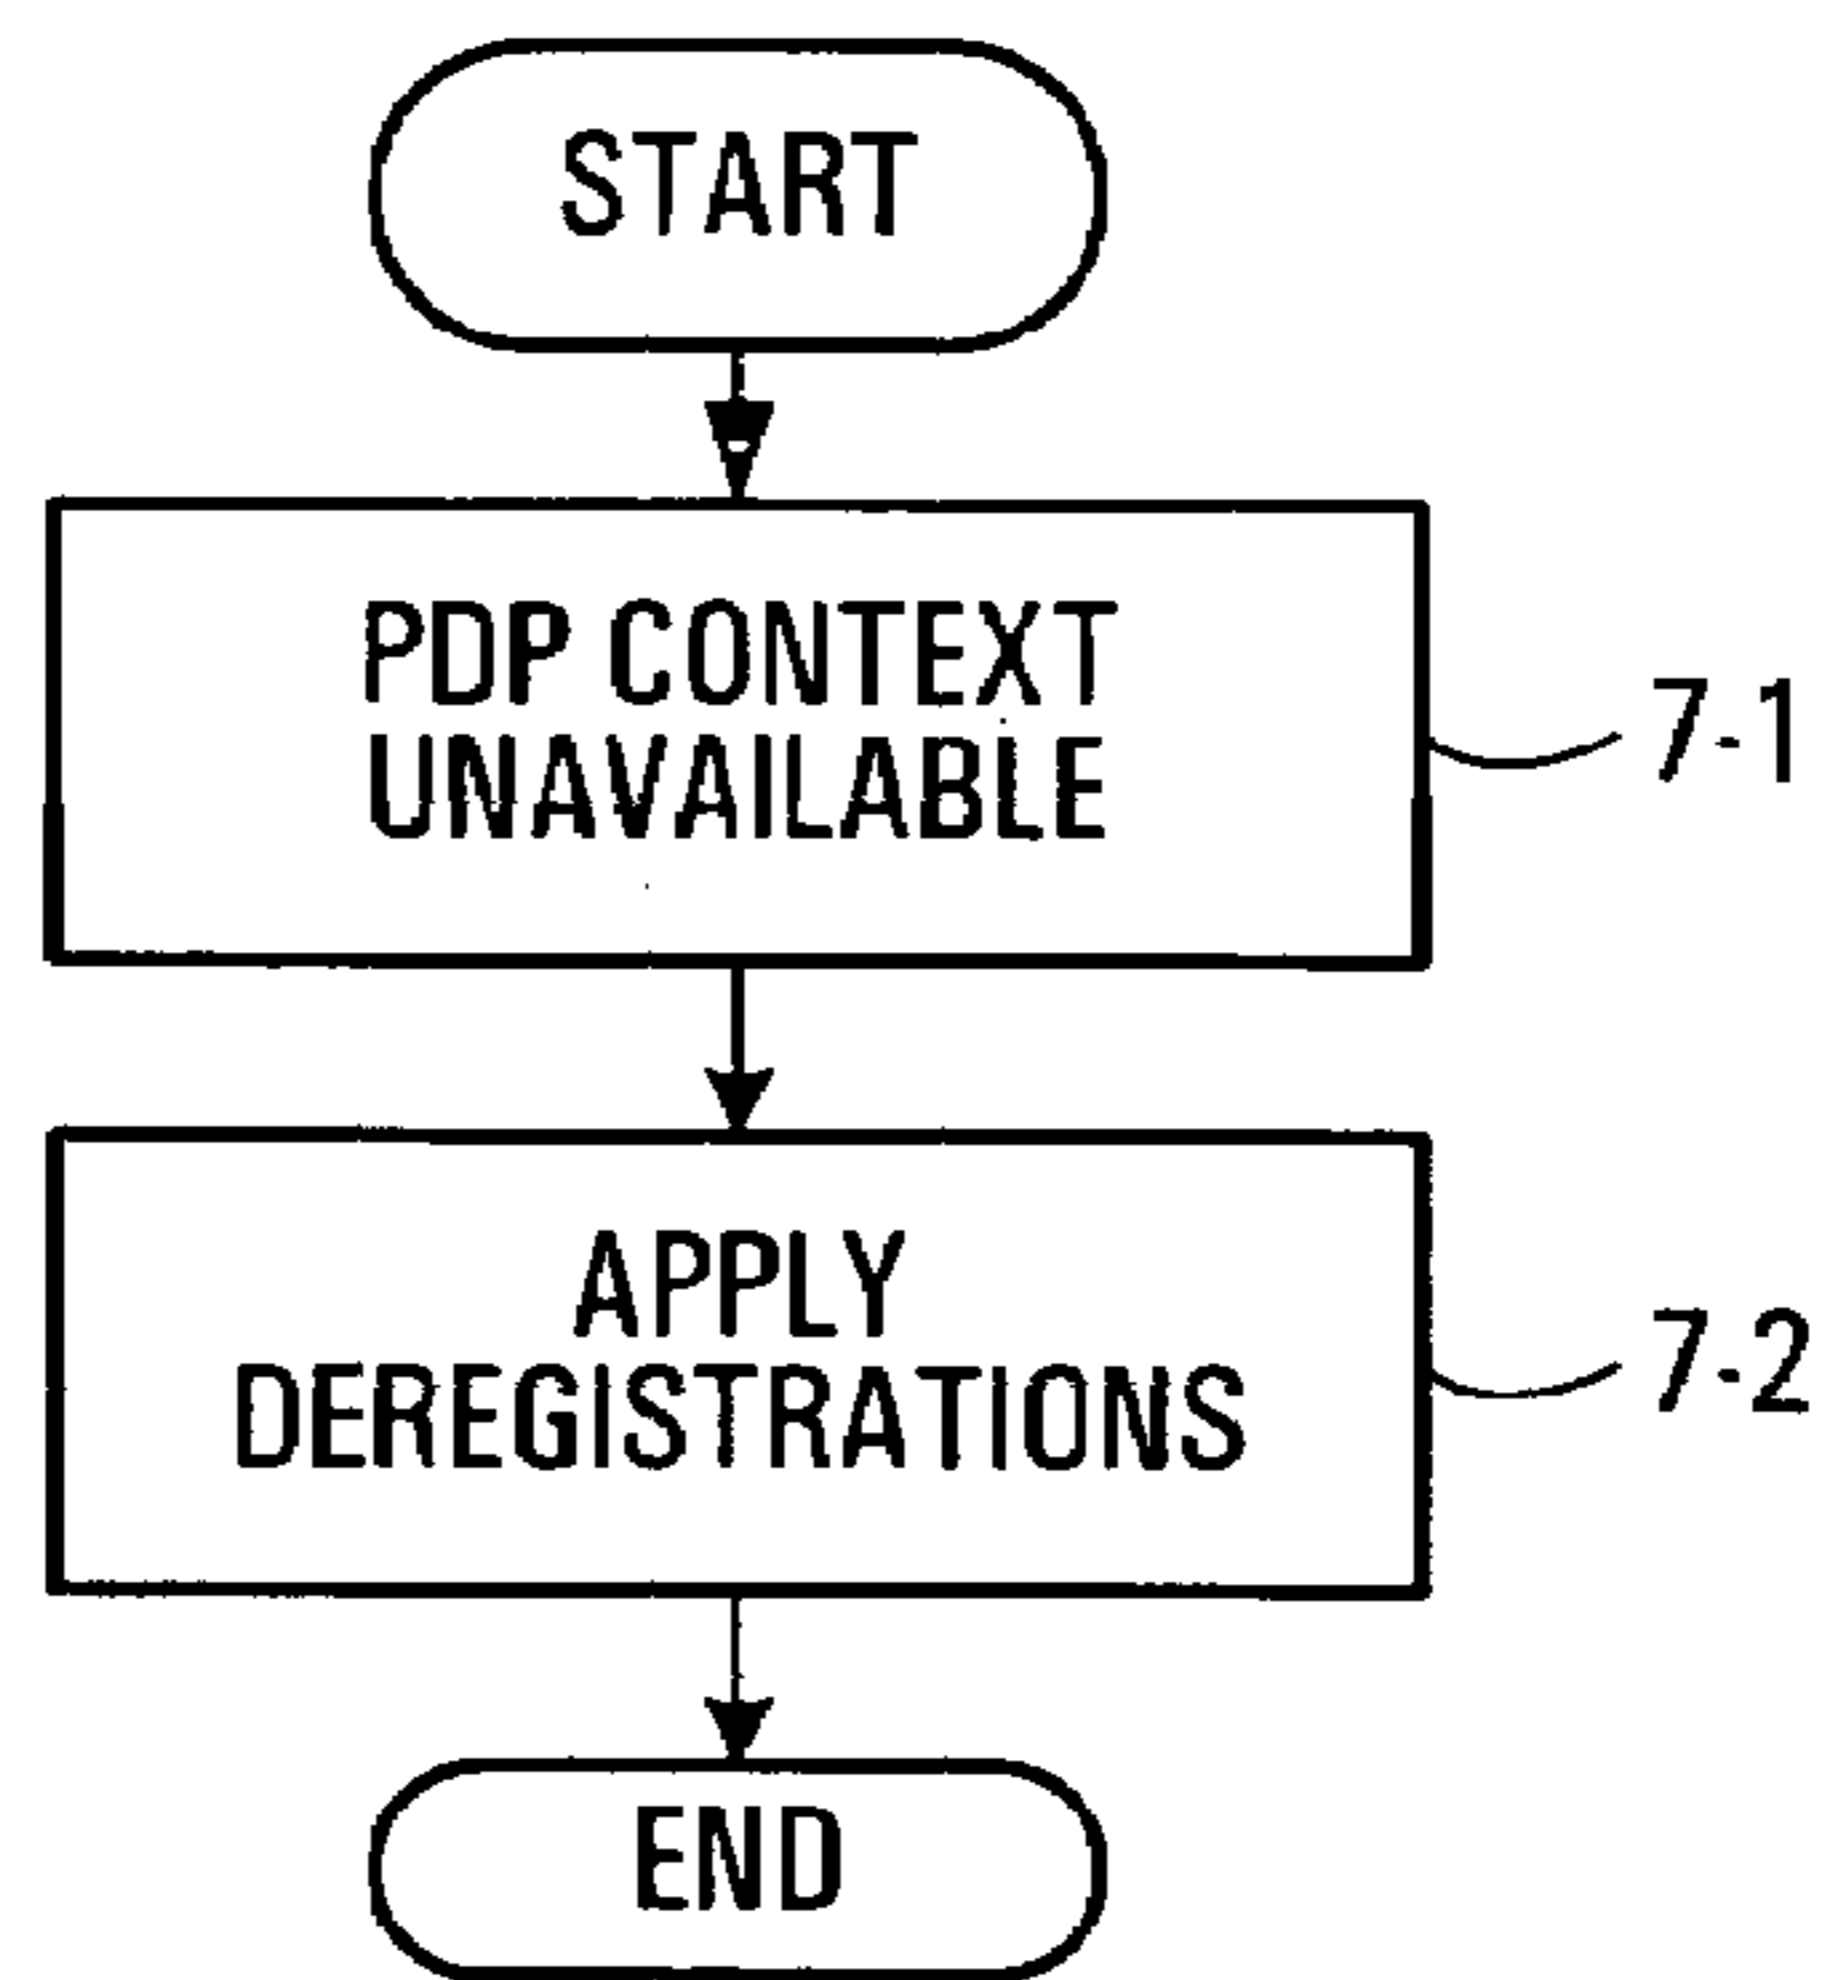 START
PDP CONTEXT
UNAVAILABLE
7-1
APPLY
DEREGISTRATIONS
7-2
END